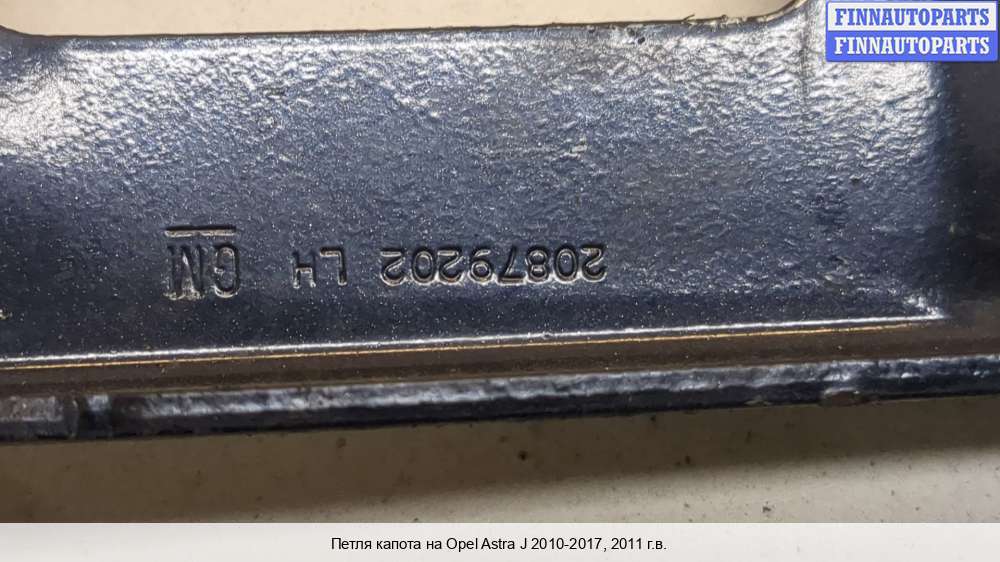 FINNAUTOPARTS
FINNAUTOPARTS
20879202 LH GM
Петля капота на Opel Astra J 2010-2017, 2011 г.в.